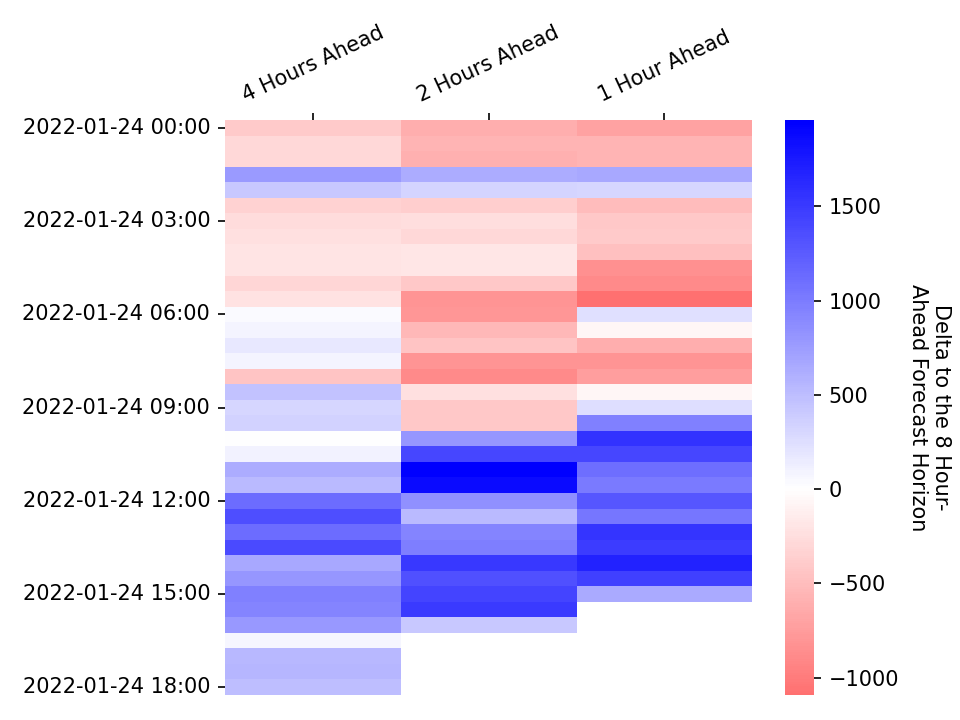 4 Hours Ahead
2 Hours Ahead
1 Hour Ahead
2022-01-24 00:00
2022-01-24 03:00
2022-01-24 06:00
2022-01-24 09:00
2022-01-24 12:00
2022-01-24 15:00
2022-01-24 18:00
1500
1000
500
0
−500
−1000
Delta to the 8 Hour-
Ahead Forecast Horizon